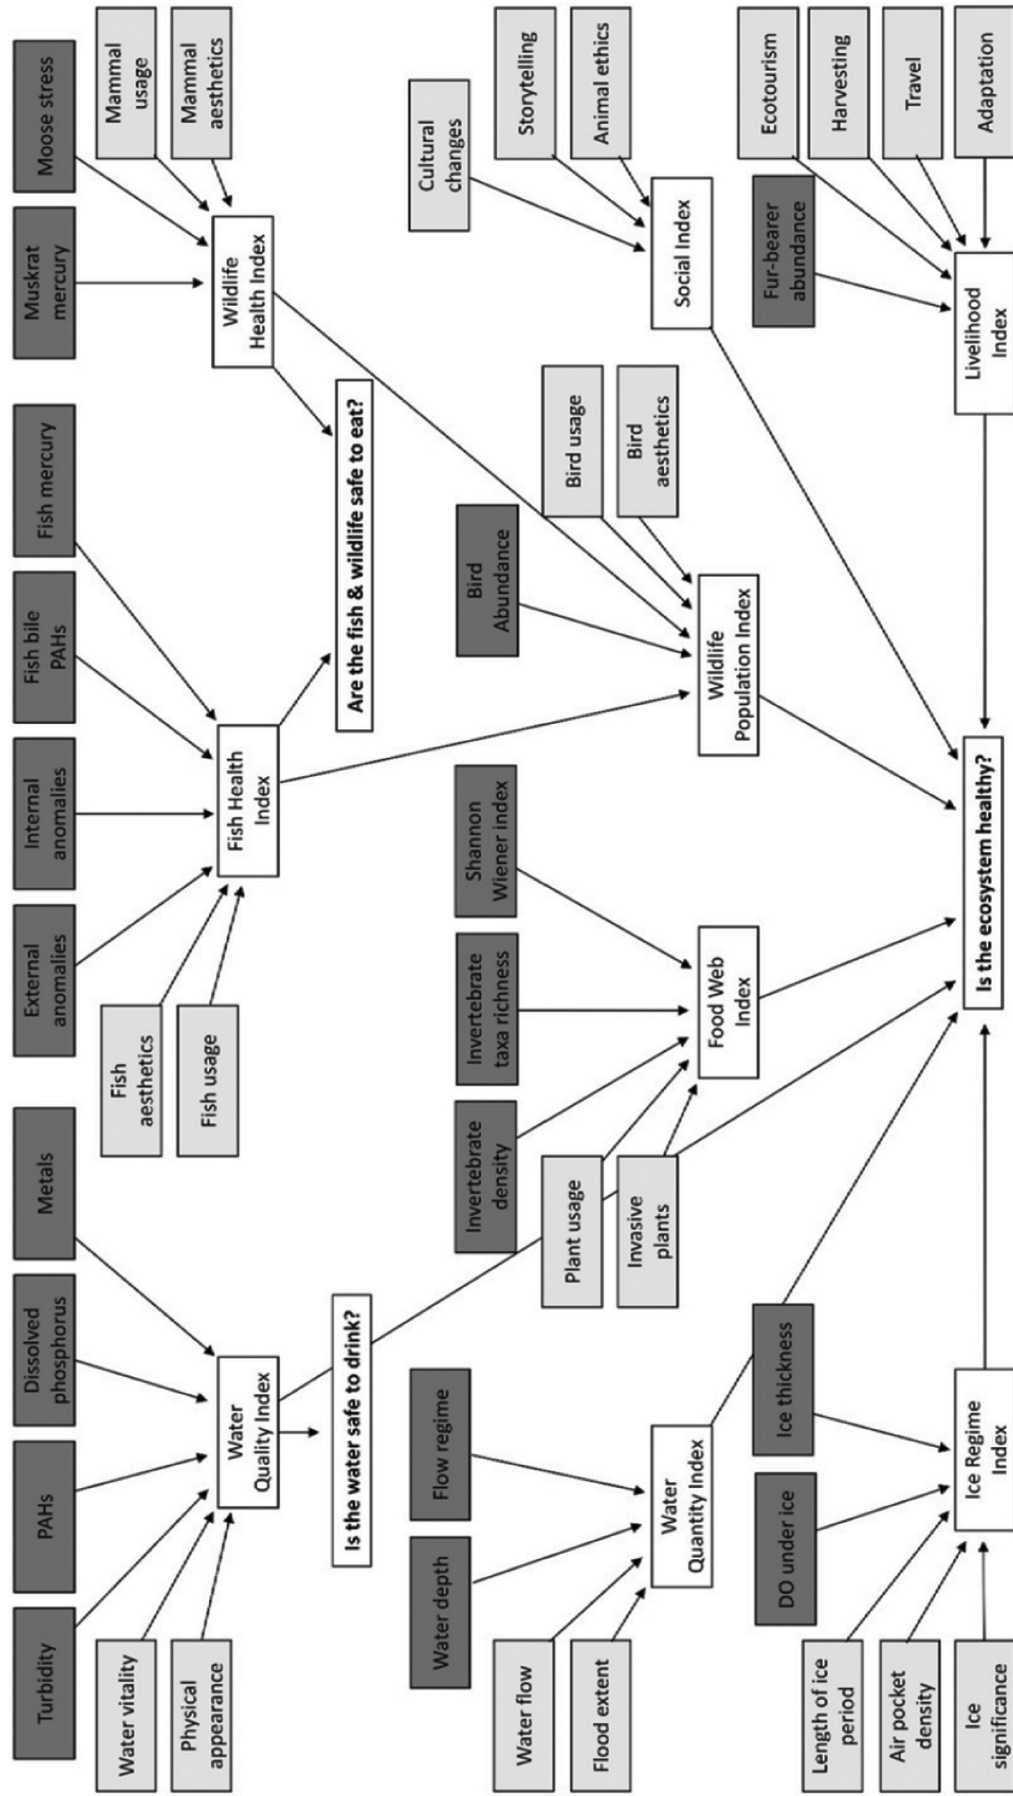 Turbidity
PAHs
Dissolved
phosphorus
Metals
External
anomalies
Internal
anomalies
Fish bile
PAHs
Fish mercury
Muskrat
mercury
Moose stress
Water vitality
Physical
appearance
Fish
aesthetics
Fish usage
Mammal
usage
Mammal
aesthetics
Water
Quality Index
Fish Health
Index
Wildlife
Health Index
Is the water safe to drink?
Are the fish & wildlife safe to eat?
Water depth
Flow regime
Invertebrate
density
Invertebrate
taxa richness
Shannon
Wiener index
Bird
Abundance
Cultural
changes
Water flow
Flood extent
Plant usage
Invasive
plants
Bird usage
Bird
aesthetics
Storytelling
Animal ethics
Water
Quantity Index
Food Web
Index
Wildlife
Population Index
Social Index
DO under ice
Ice thickness
Fur-bearer
abundance
Ecotourism
Harvesting
Travel
Adaptation
Length of ice
period
Air pocket
density
Ice
significance
Ice Regime
Index
Is the ecosystem healthy?
Livelihood
Index